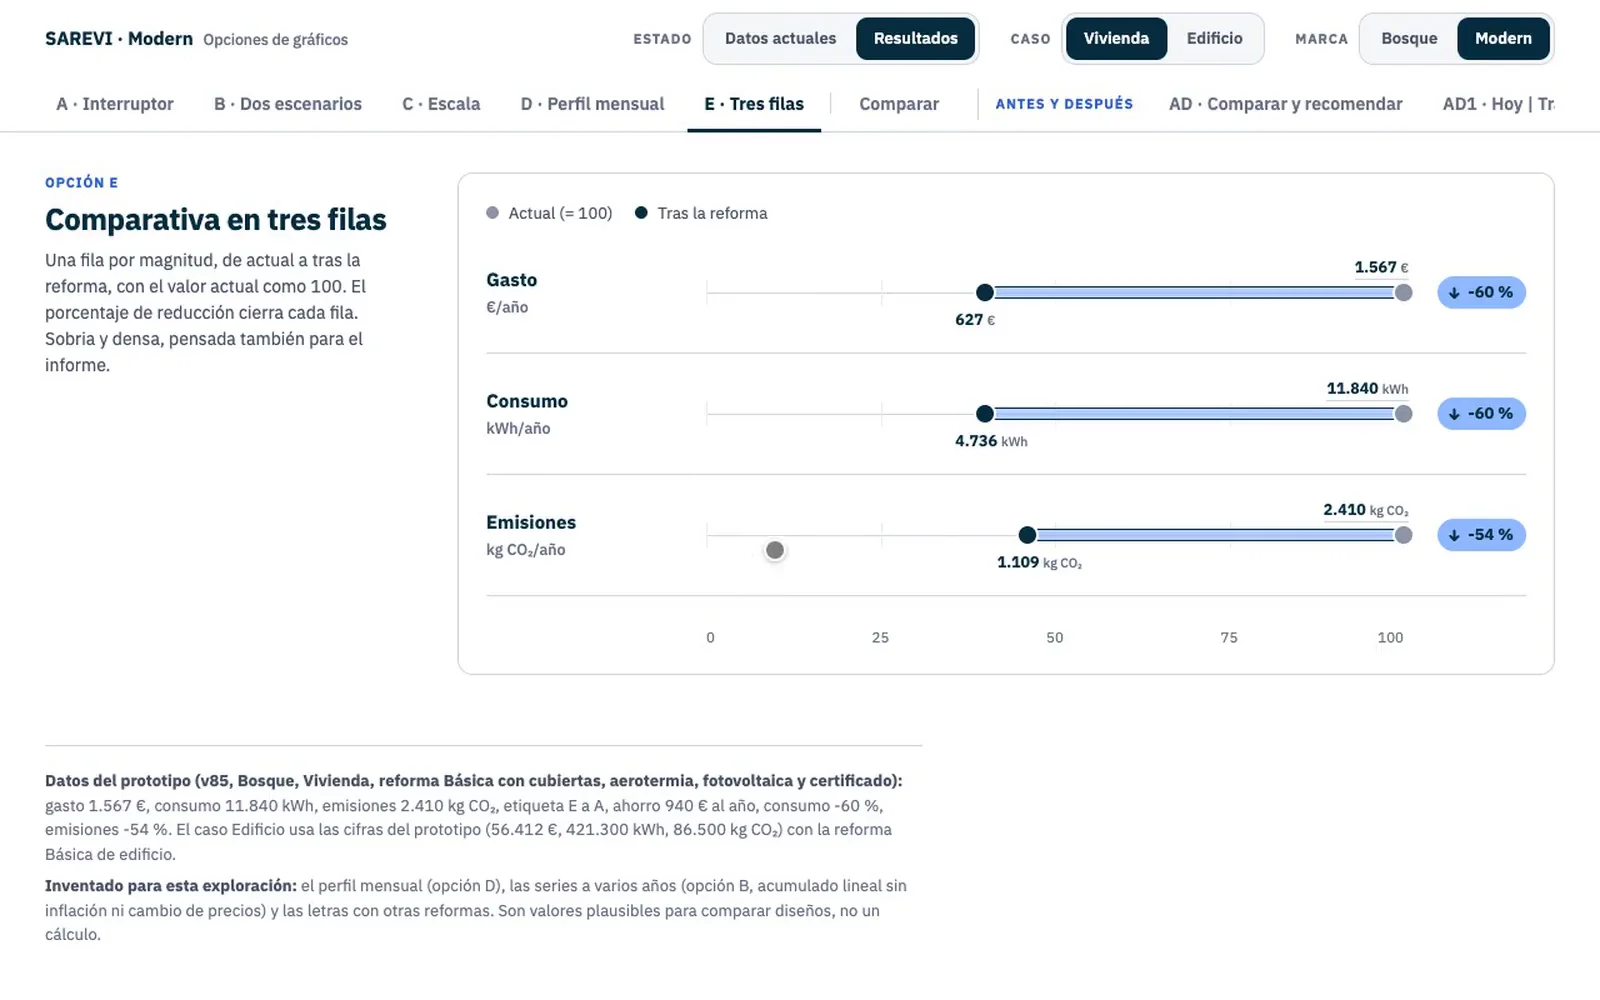 SAREVI · Modern Opciones de gráficos ESTADO Datos actuales Resultados CASO Vivienda Edificio MARCA Bosque Modern
A · Interruptor B · Dos escenarios C · Escala D · Perfil mensual E · Tres filas Comparar ANTES Y DESPUÉS AD · Comparar y recomendar AD1 · Hoy |
OPCIÓN E
Comparativa en tres filas
Una fila por magnitud, de actual a tras la
reforma, con el valor actual como 100. El
porcentaje de reducción cierra cada fila.
Sobria y densa, pensada también para el
informe.
Actual (= 100) Tras la reforma
Gasto
€/año
1.567 €
627 €
↓ -60 %
Consumo
kWh/año
11.840 kWh
4.736 kWh
↓ -60 %
Emisiones
kg CO₂/año
2.410 kg CO₂
1.109 kg CO₂
↓ -54 %
0 25 50 75 100
Datos del prototipo (v85, Bosque, Vivienda, reforma Básica con cubiertas, aerotermia, fotovoltaica y certificado):
gasto 1.567 €, consumo 11.840 kWh, emisiones 2.410 kg CO₂, etiqueta E a A, ahorro 940 € al año, consumo -60 %,
emisiones -54 %. El caso Edificio usa las cifras del prototipo (56.412 €, 421.300 kWh, 86.500 kg CO₂) con la reforma
Básica de edificio.
Inventado para esta exploración: el perfil mensual (opción D), las series a varios años (opción B, acumulado lineal sin
inflación ni cambio de precios) y las letras con otras reformas. Son valores plausibles para comparar diseños, no un
cálculo.